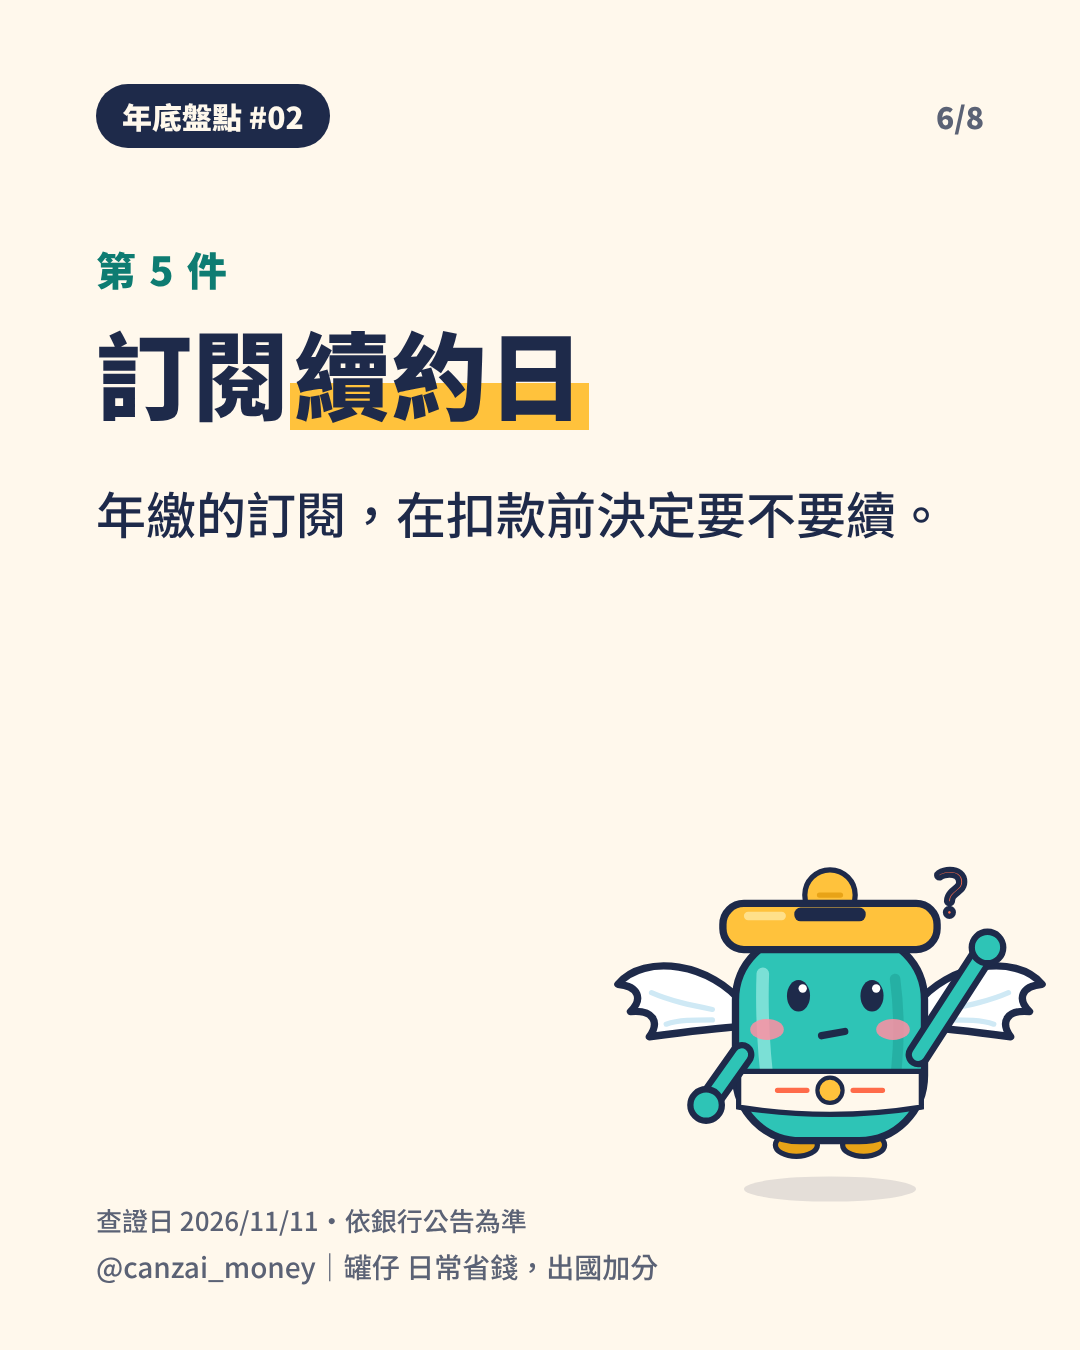 年底盤點 #02
6/8
第 5 件
訂閱續約日
年繳的訂閱，在扣款前決定要不要續。
?
查證日 2026/11/11・依銀行公告為準
@canzai_money｜罐仔 日常省錢，出國加分